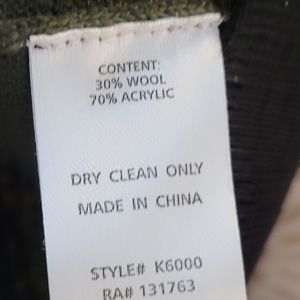 CONTENT:
30% WOOL
70% ACRYLIC
DRY CLEAN ONLY
MADE IN CHINA
STYLE# K6000
RA# 131763